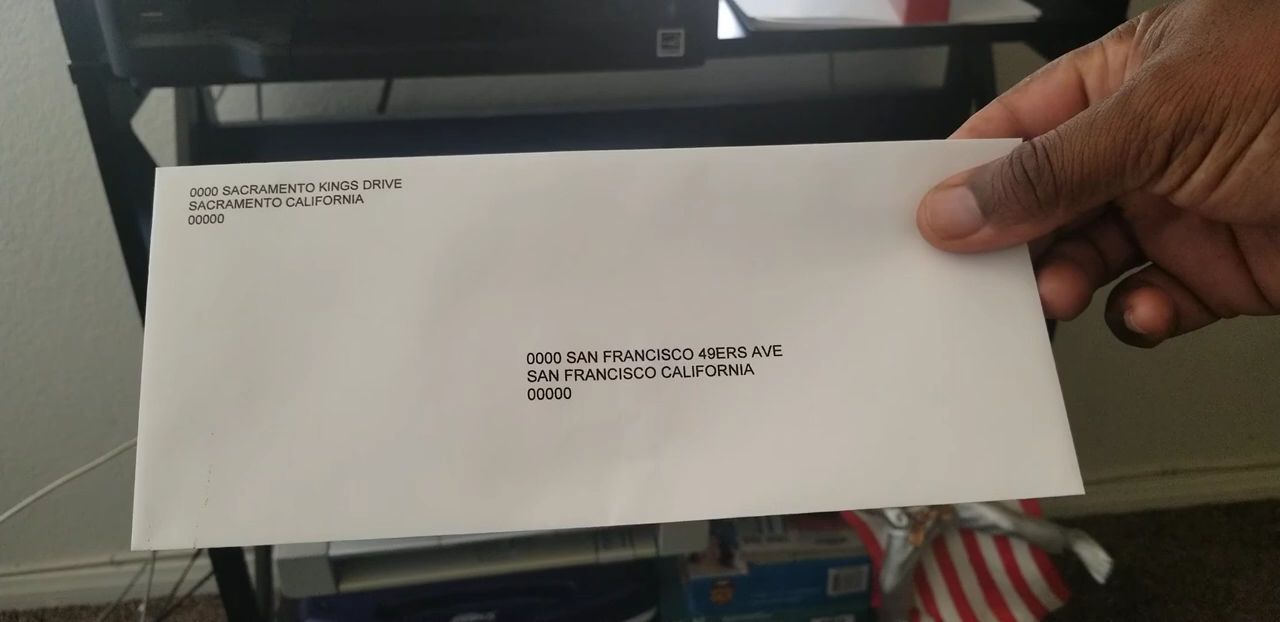 0000 SACRAMENTO KINGS DRIVE
SACRAMENTO CALIFORNIA
00000
0000 SAN FRANCISCO 49ERS AVE
SAN FRANCISCO CALIFORNIA
00000